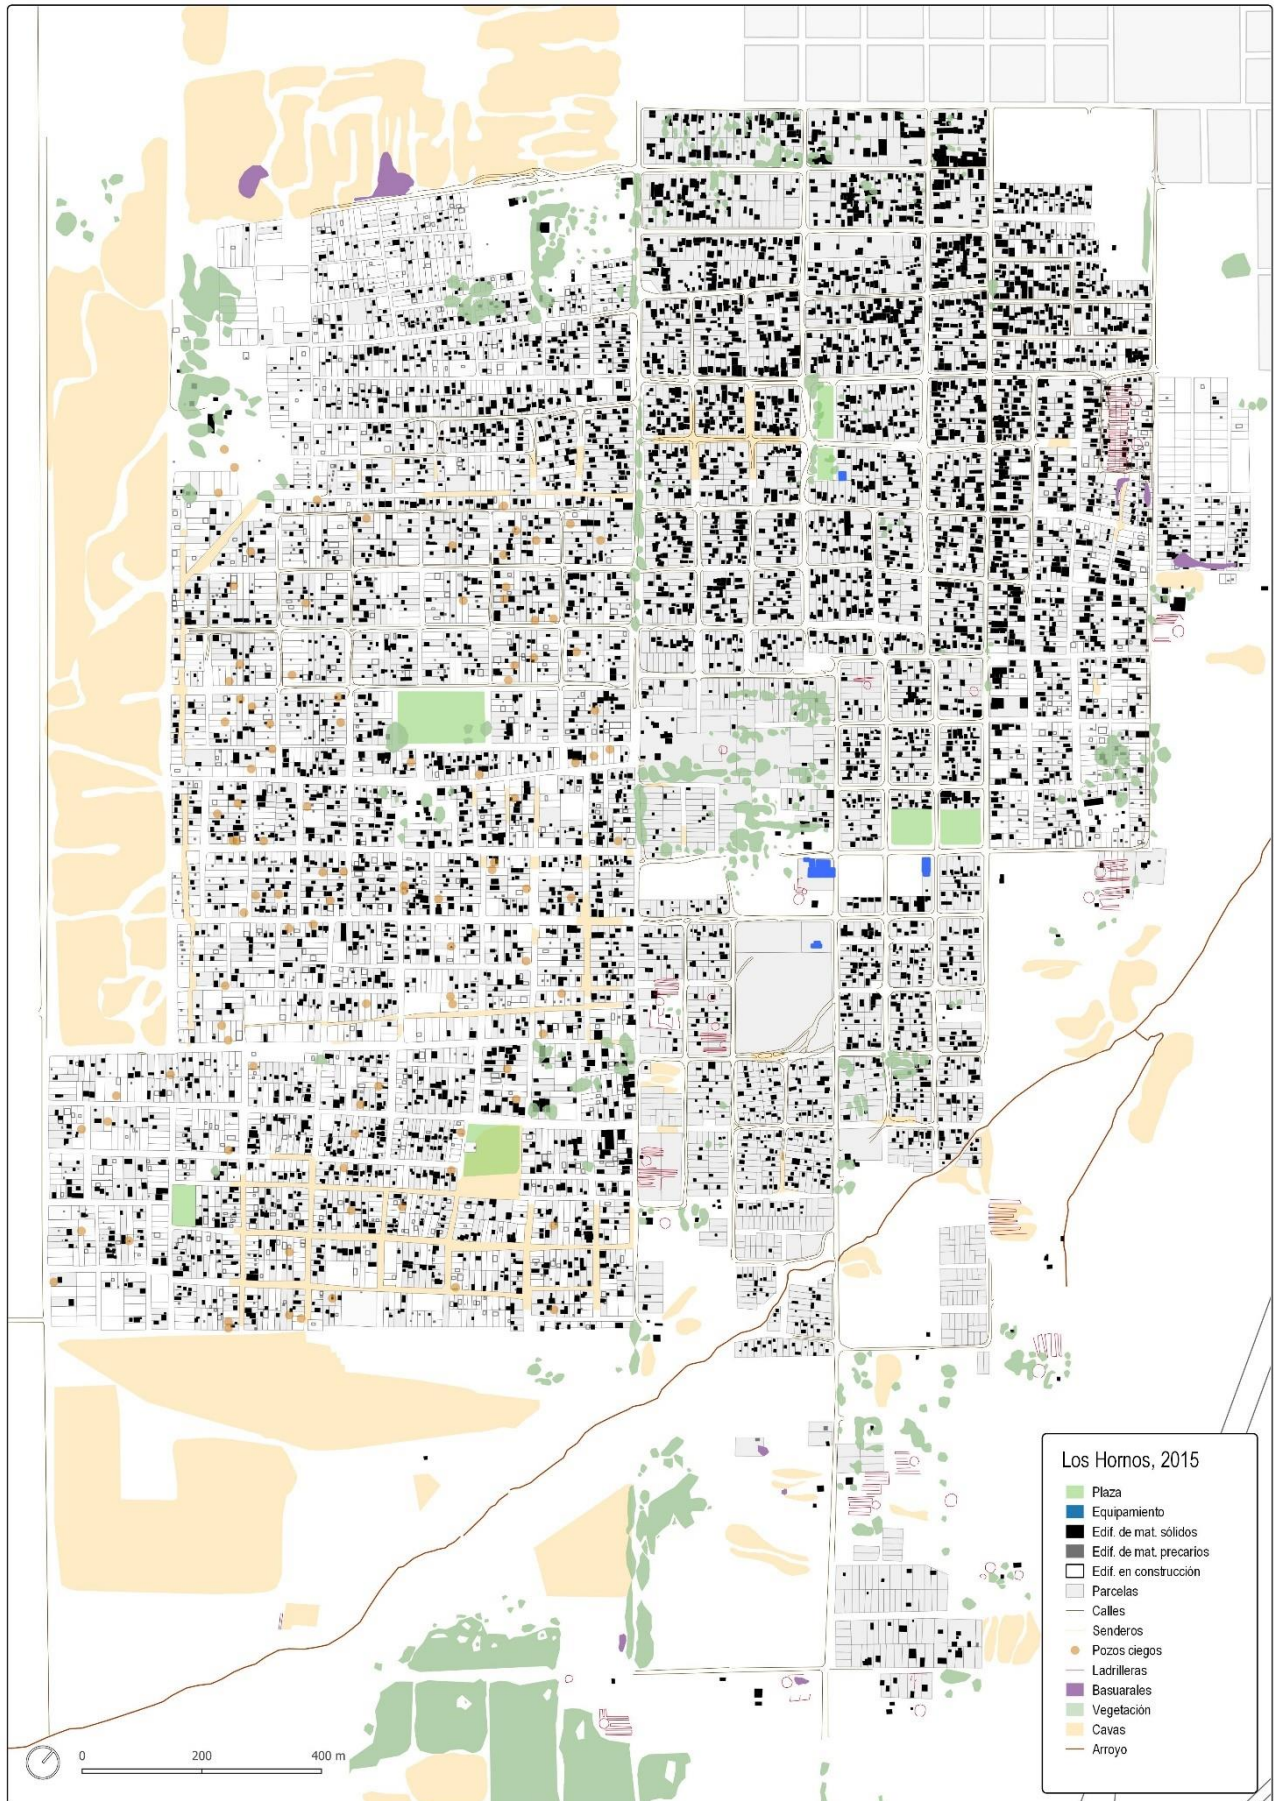 Los Hornos, 2015
Plaza
Equipamiento
Edif. de mat. sólidos
Edif. de mat. precarios
Edif. en construcción
Parcelas
Calles
Senderos
Pozos ciegos
Ladrilleras
Basuarales
Vegetación
Cavas
Arroyo
0 200 400 m